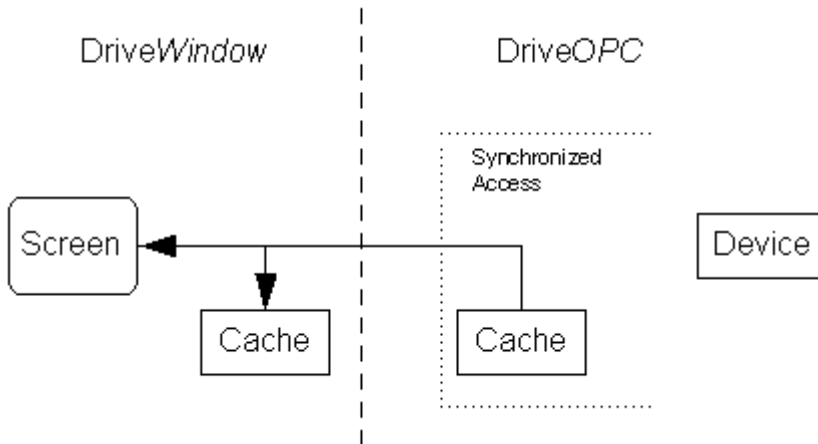 DriveWindow
DriveOPC
Synchronized
Access
Screen
Device
Cache
Cache